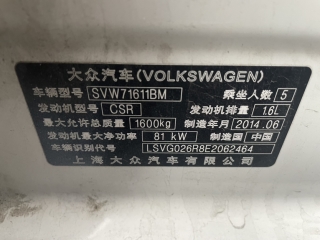 大众汽车(VOLKSWAGEN)
车辆型号 SVW71611BM 乘坐人数 5
发动机型号 CSR 发动机排量 1.6L
最大允许总质量 1600kg 制造年月 2014.06
发动机最大净功率 81 kW 制造国 中国
车辆识别代号 LSVG026R8E2062464
上海大众汽车有限公司